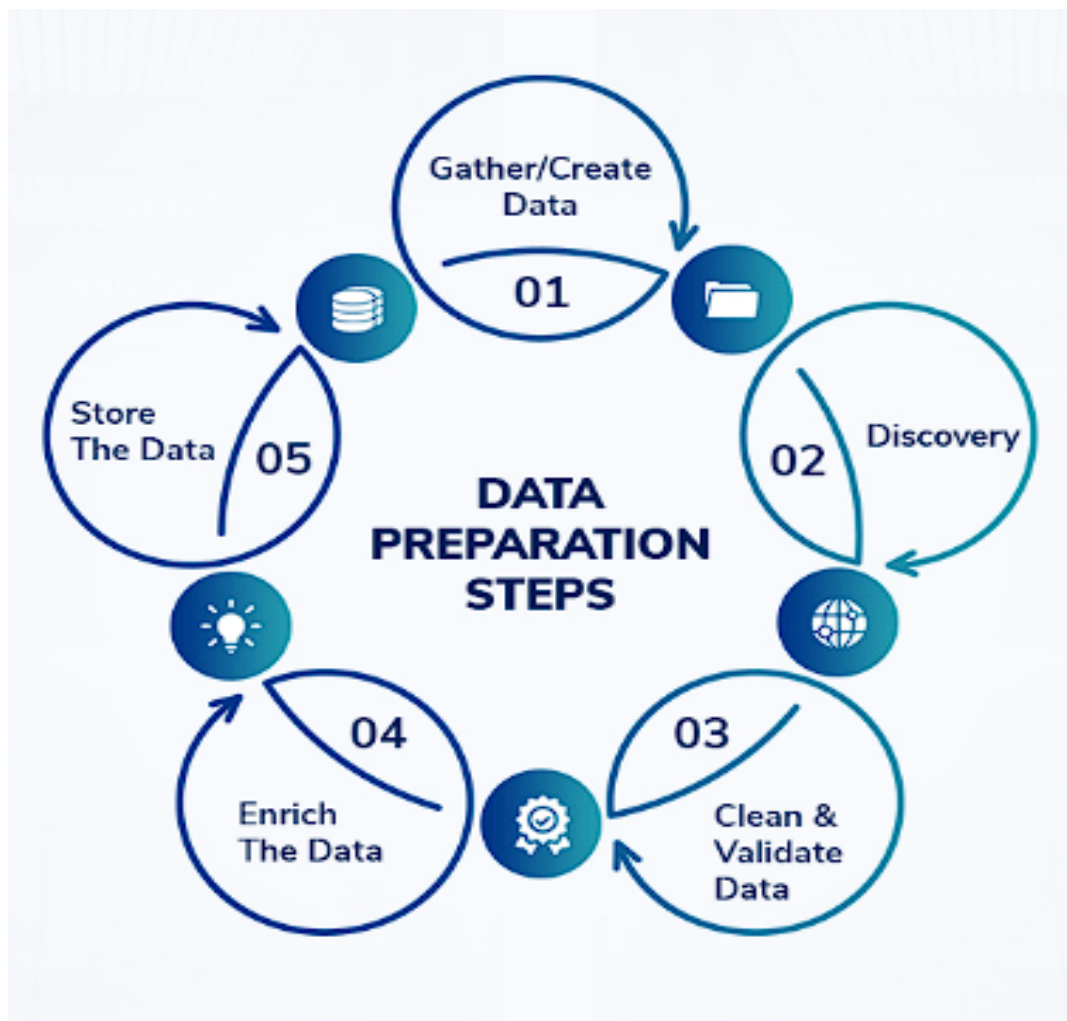 Gather/Create
Data
01
02
Discovery
Store
The Data
05
DATA
PREPARATION
STEPS
04
Enrich
The Data
03
Clean &
Validate
Data